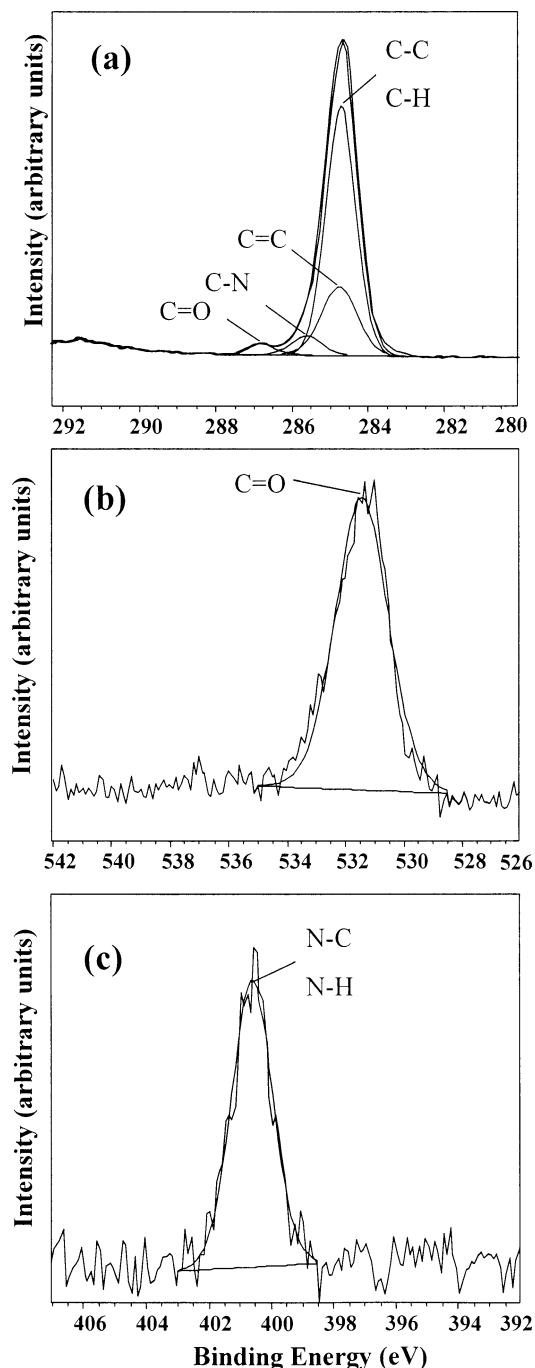 (a)
C-C
C-H
C=C
C-N
C=O
Intensity (arbitrary units)
292 290 288 286 284 282 280
(b)
C=O
Intensity (arbitrary units)
542 540 538 536 534 532 530 528 526
(c)
N-C
N-H
Intensity (arbitrary units)
406 404 402 400 398 396 394 392
Binding Energy (eV)